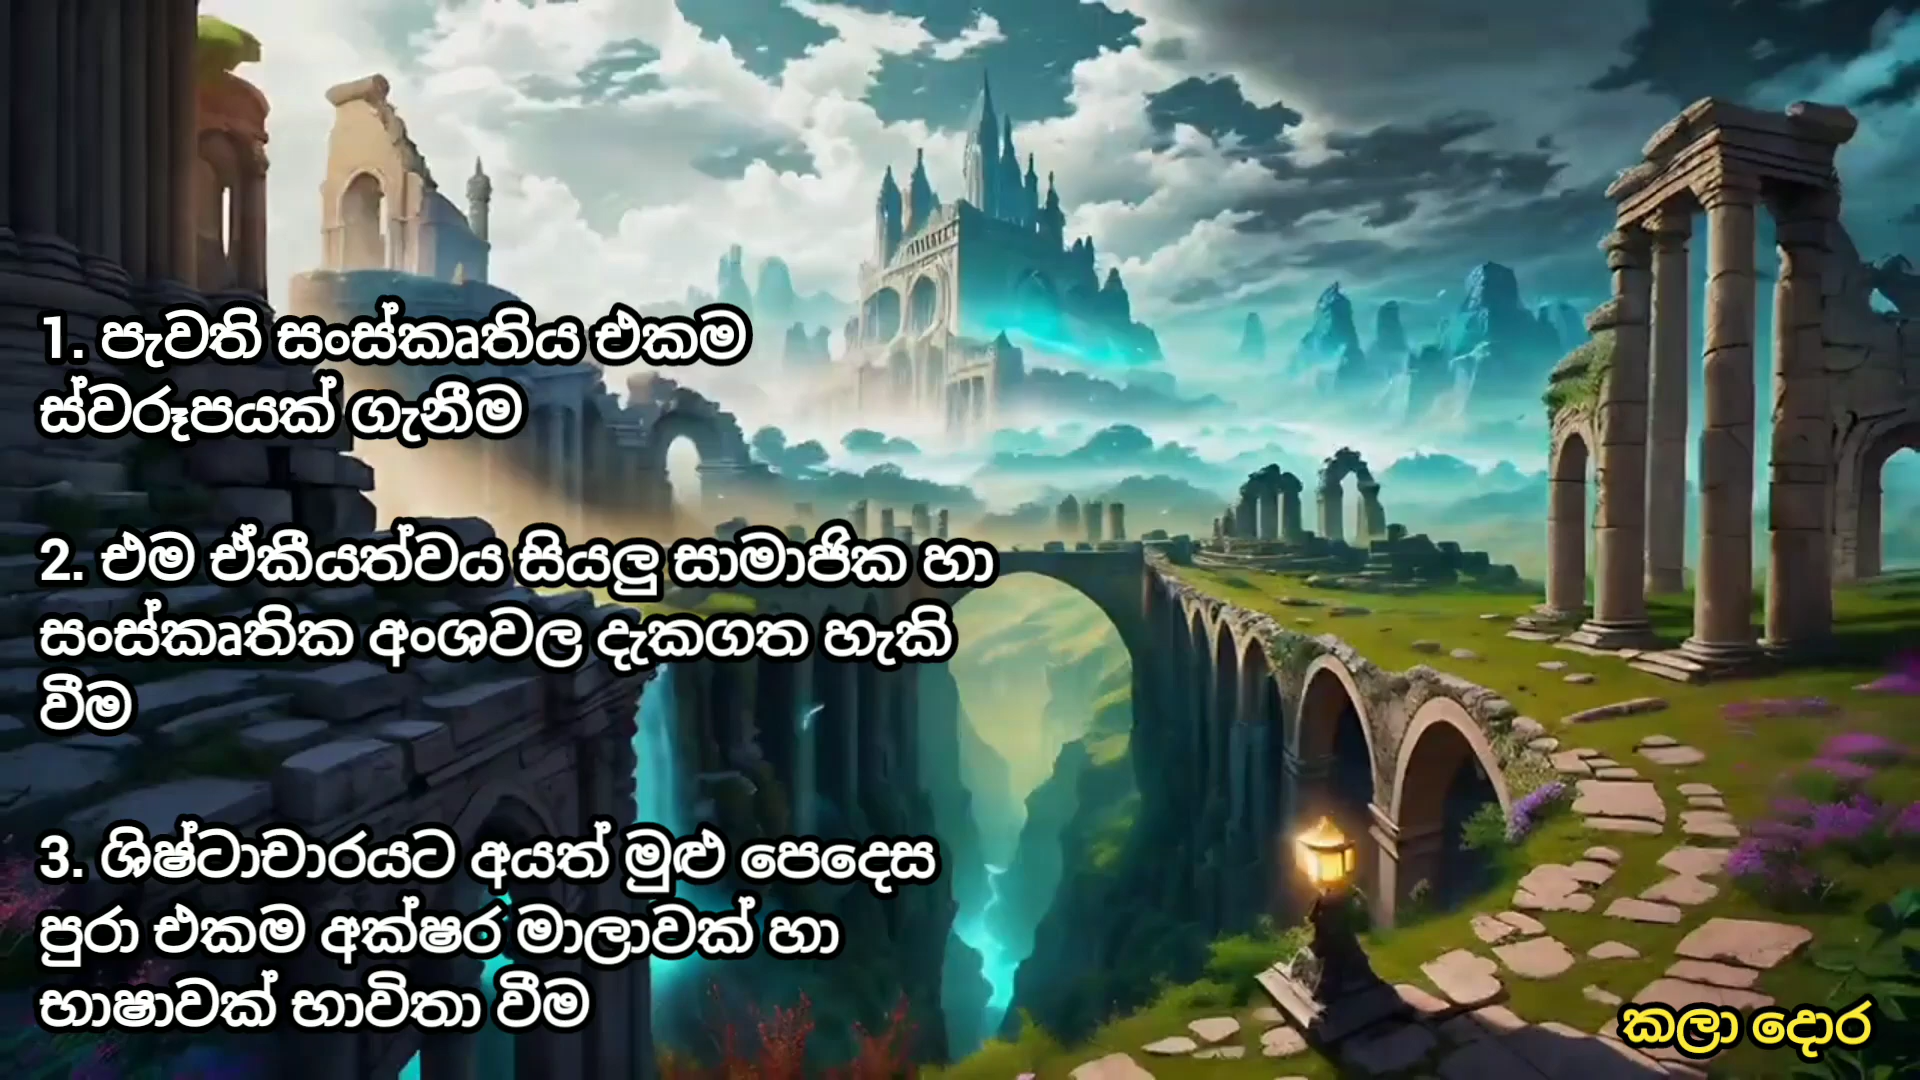 1. පැවති සංස්කෘතිය එකම
ස්වරූපයක් ගැනීම
2. එම ඒකීයත්වය සියලු සාමාජික හා
සංස්කෘතික අංශවල දැකගත හැකි
වීම
3. ශිෂ්ටාචාරයට අයත් මුළු පෙදෙස
පුරා එකම අක්ෂර මාලාවක් හා
භාෂාවක් භාවිතා වීම
කලා දොර